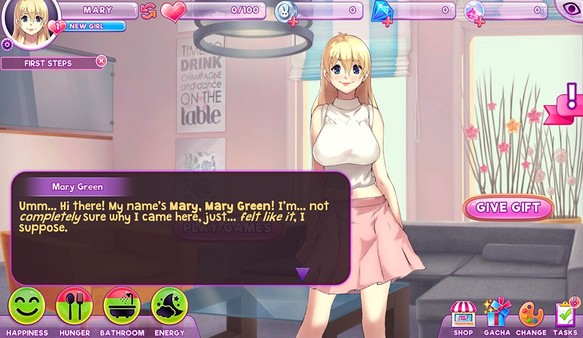 MARY
1 NEW GIRL
0/100
0
0
0
FIRST STEPS
TIME TO
DRINK
CHAMPAGNE
and dance
ON THE
table
!
Mary Green
Umm... Hi there! My name's Mary, Mary Green! I'm... not
completely sure why I came here, just... felt like it, I
suppose.
PLAY GAMES
GIVE GIFT
HAPPINESS
HUNGER
BATHROOM
ENERGY
SHOP
GACHA
CHANGE
TASKS